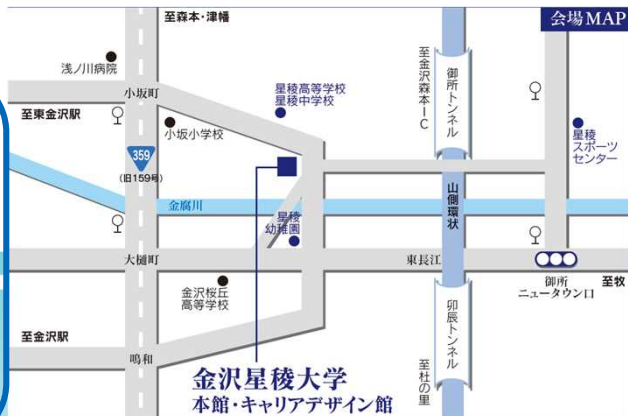 会場MAP
至森本・津幡
浅ノ川病院
小坂町
至東金沢駅
小坂小学校
359
(旧159号)
星稜高等学校
星稜中学校
至金沢森本IC
御所トンネル
星稜
スポーツ
センター
山側環状
金腐川
星稜
幼稚園
大樋町
東長江
御所
ニュータウン口
至牧
金沢桜丘
高等学校
卯辰トンネル
至金沢駅
鳴和
至杜の里
金沢星稜大学
本館・キャリアデザイン館